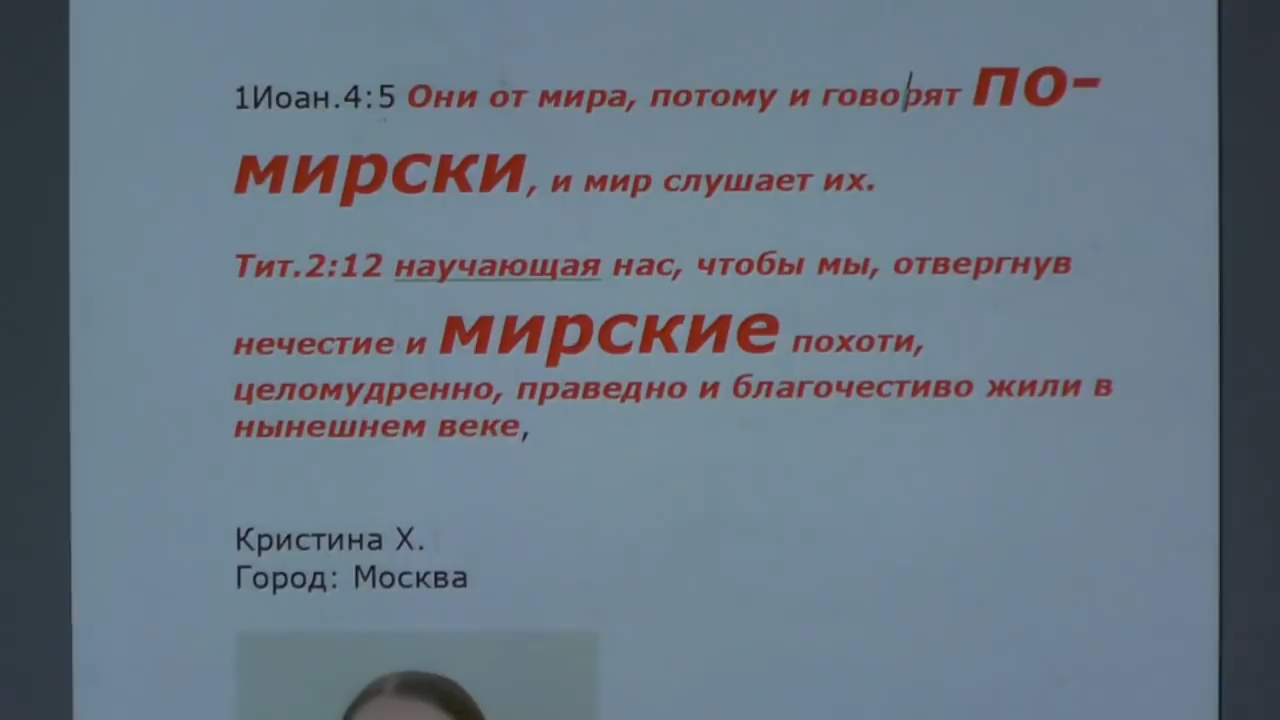 1Иоан.4:5 Они от мира, потому и говорят по-
мирски, и мир слушает их.
Тит.2:12 научающая нас, чтобы мы, отвергнув
нечестие и мирские похоти,
целомудренно, праведно и благочестиво жили в
нынешнем веке,
Кристина Х.
Город: Москва